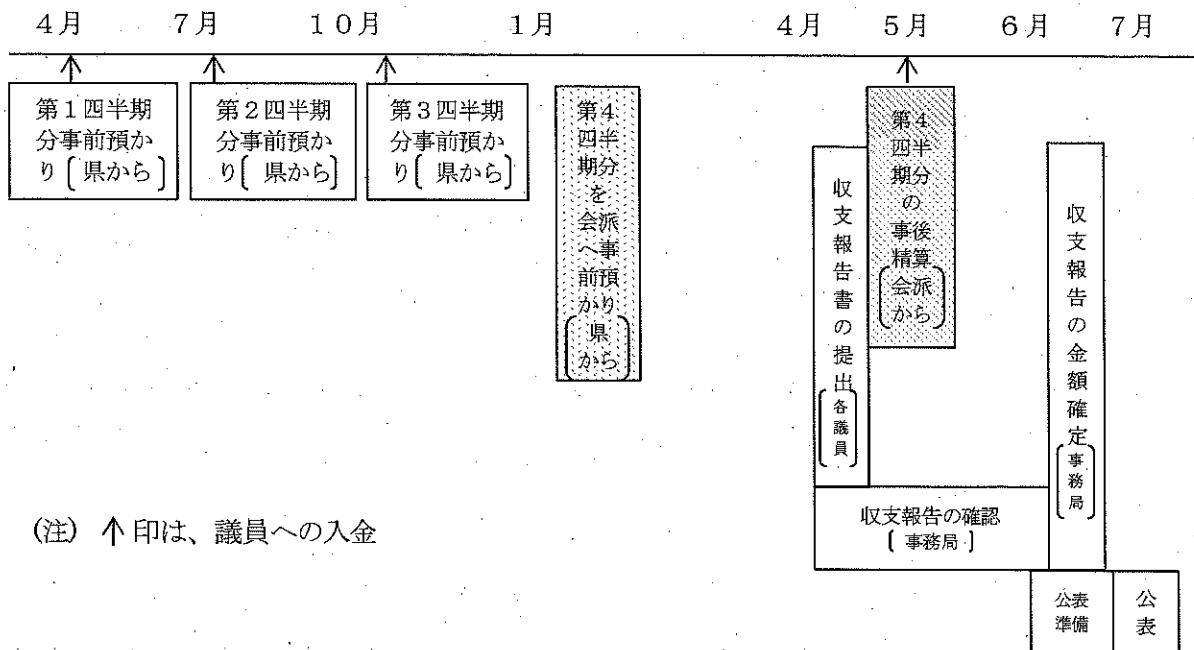 4月 7月 10月 1月 4月 5月 6月 7月
第1四半期
分事前預か
り〔県から〕
第2四半期
分事前預か
り〔県から〕
第3四半期
分事前預か
り〔県から〕
第4四半期分を
会派へ事前預かり
〔県から〕
収支報告書の提出〔各議員〕
第4四半期分の
事後精算
〔会派から〕
収支報告の金額確定〔事務局〕
収支報告の確認
〔事務局〕
(注) ↑印は、議員への入金
公表
準備
公表